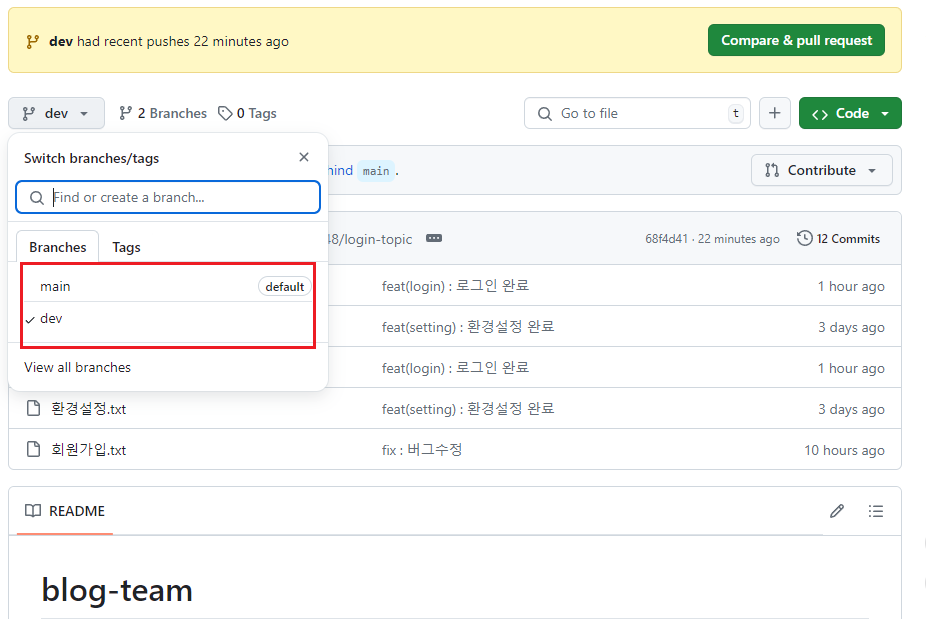 dev had recent pushes 22 minutes ago
Compare & pull request
dev
2 Branches
0 Tags
Go to file
t
Code
Switch branches/tags
main .
Contribute
Find or create a branch...
Branches
Tags
/login-topic
68f4d41 · 22 minutes ago
12 Commits
main
default
feat(login) : 로그인 완료
1 hour ago
dev
feat(setting) : 환경설정 완료
3 days ago
View all branches
feat(login) : 로그인 완료
1 hour ago
환경설정.txt
feat(setting) : 환경설정 완료
3 days ago
회원가입.txt
fix : 버그수정
10 hours ago
README
blog-team